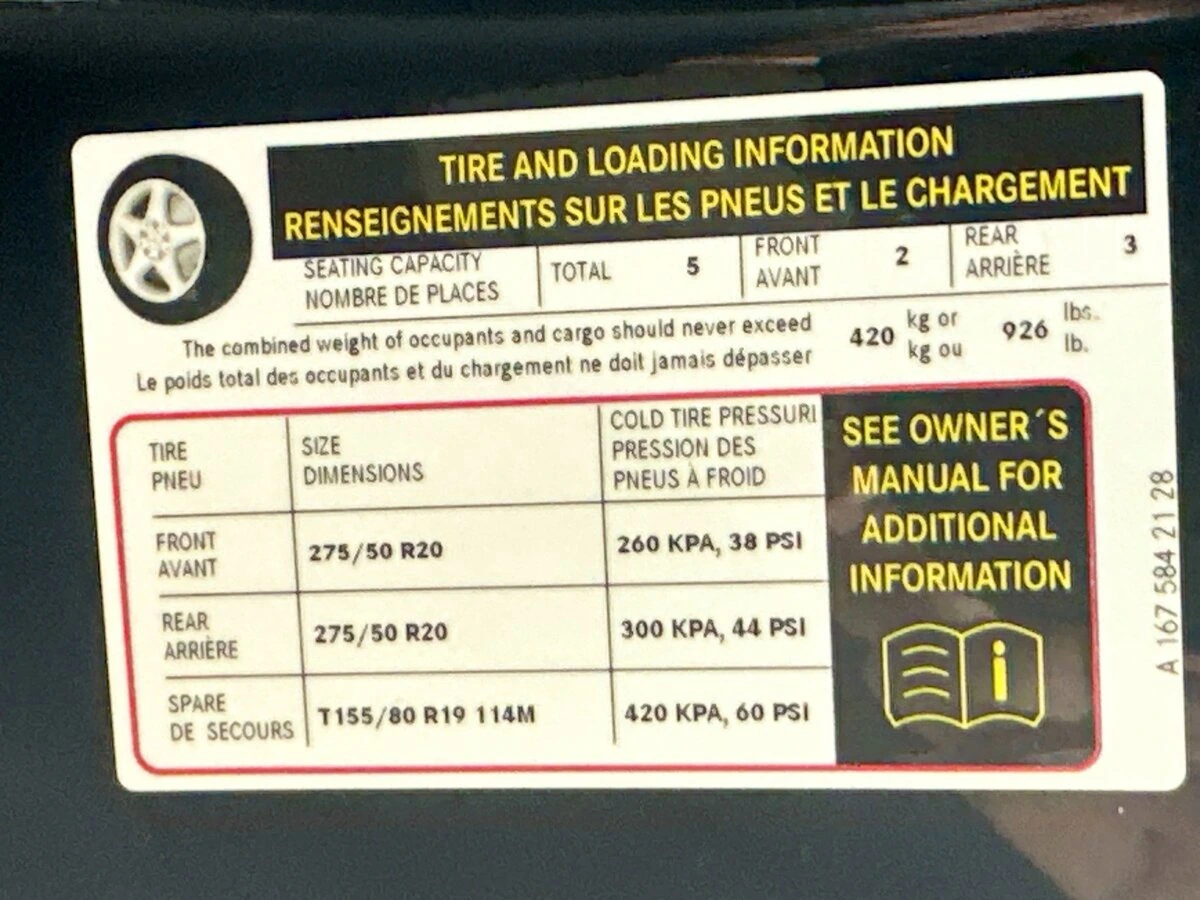 TIRE AND LOADING INFORMATION
RENSEIGNEMENTS SUR LES PNEUS ET LE CHARGEMENT
SEATING CAPACITY
NOMBRE DE PLACES
TOTAL 5
FRONT
AVANT
2
REAR
ARRIÈRE
3
The combined weight of occupants and cargo should never exceed
Le poids total des occupants et du chargement ne doit jamais dépasser
420
kg or
kg ou
926
lbs.
lb.
TIRE
PNEU
SIZE
DIMENSIONS
COLD TIRE PRESSURI
PRESSION DES
PNEUS À FROID
FRONT
AVANT
275/50 R20
260 KPA, 38 PSI
REAR
ARRIÈRE
275/50 R20
300 KPA, 44 PSI
SPARE
DE SECOURS
T155/80 R19 114M
420 KPA, 60 PSI
SEE OWNER´S
MANUAL FOR
ADDITIONAL
INFORMATION
i
A 167 584 21 28